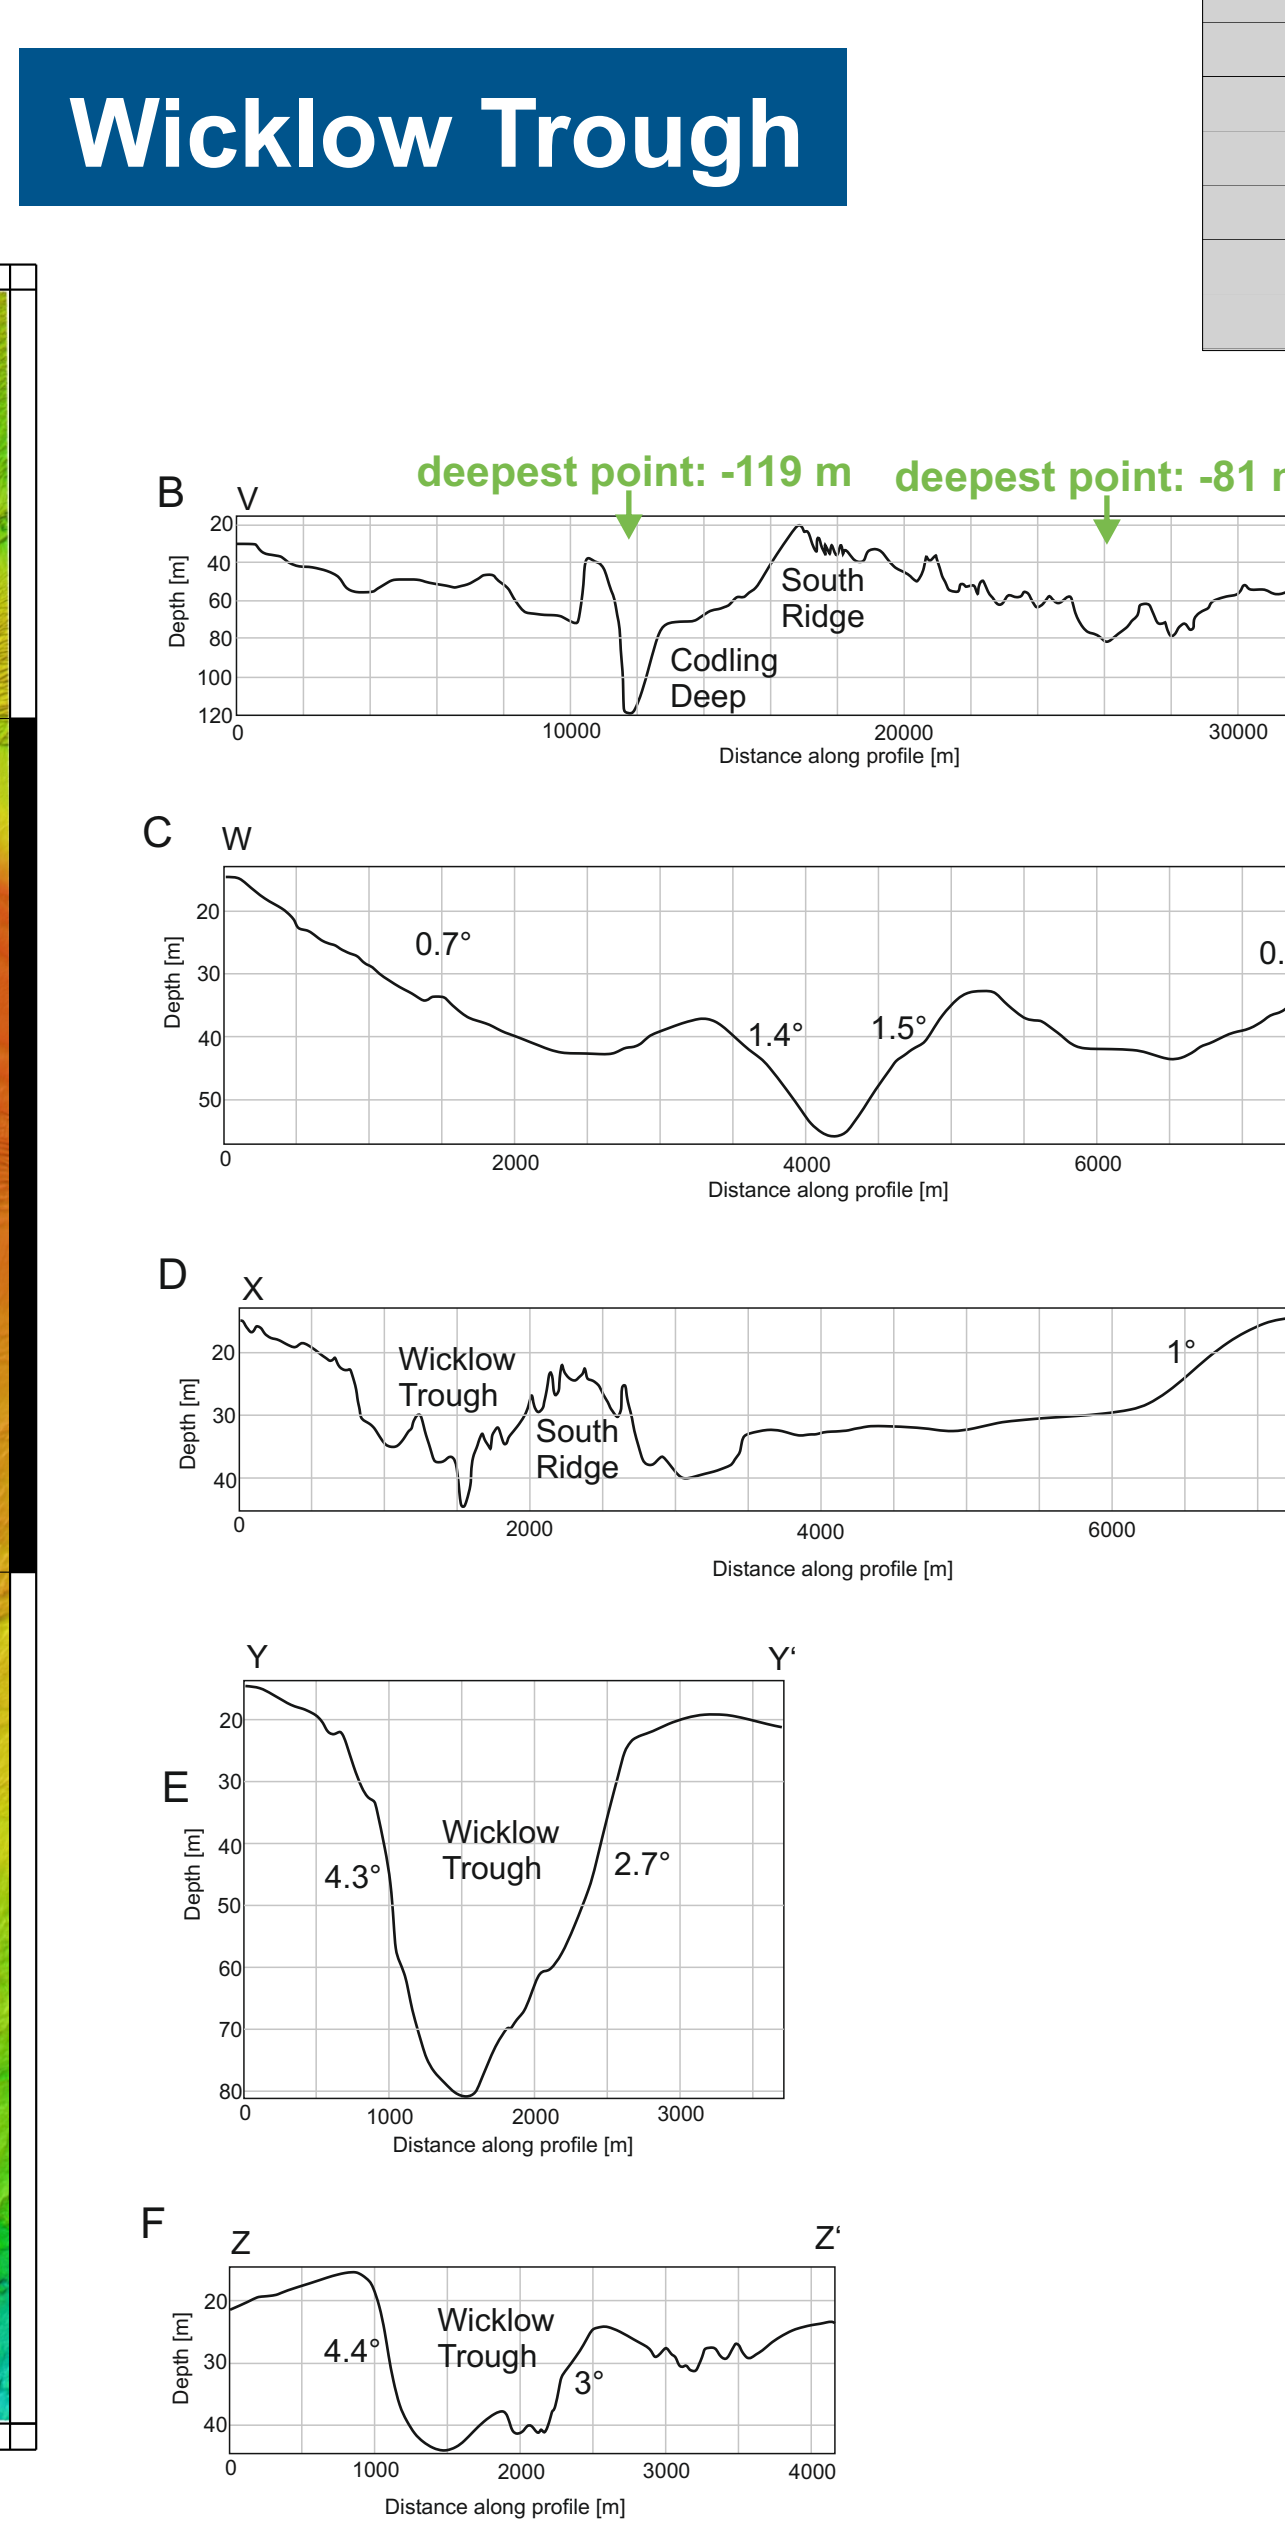 Wicklow Trough
deepest point: -119 m
deepest point: -81
B
V
20
40
60
80
100
120
Depth [m]
South
Ridge
Codling
Deep
0
10000
20000
30000
Distance along profile [m]
C
W
20
30
40
50
Depth [m]
0.7°
1.4°
1.5°
0.
0
2000
4000
6000
Distance along profile [m]
D
X
20
30
40
Depth [m]
Wicklow
Trough
South
Ridge
1°
0
2000
4000
6000
Distance along profile [m]
Y
Y‘
E
20
30
40
50
60
70
80
Depth [m]
4.3°
Wicklow
Trough
2.7°
0
1000
2000
3000
Distance along profile [m]
F
Z
Z‘
20
30
40
Depth [m]
4.4°
Wicklow
Trough
3°
0
1000
2000
3000
4000
Distance along profile [m]